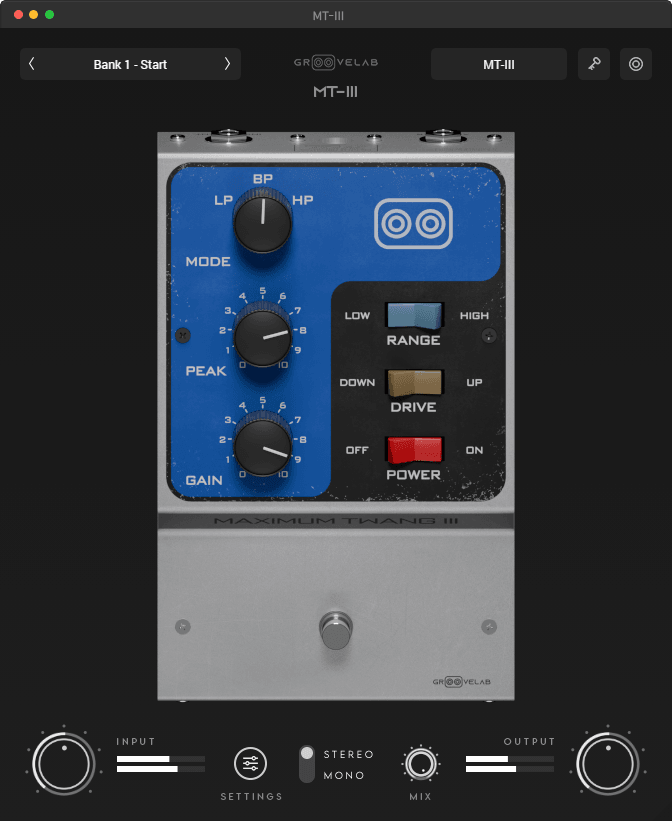 MT-III
Bank 1 - Start
GROOVELAB
MT-III
MT-III
BP
LP HP
MODE
5
4 6
3 7
2 8
1 9
0 10
PEAK
5
4 6
3 7
2 8
1 9
0 10
GAIN
LOW HIGH
RANGE
DOWN UP
DRIVE
OFF ON
POWER
MAXIMUM TWANG III
GROOVELAB
INPUT
SETTINGS
STEREO
MONO
MIX
OUTPUT